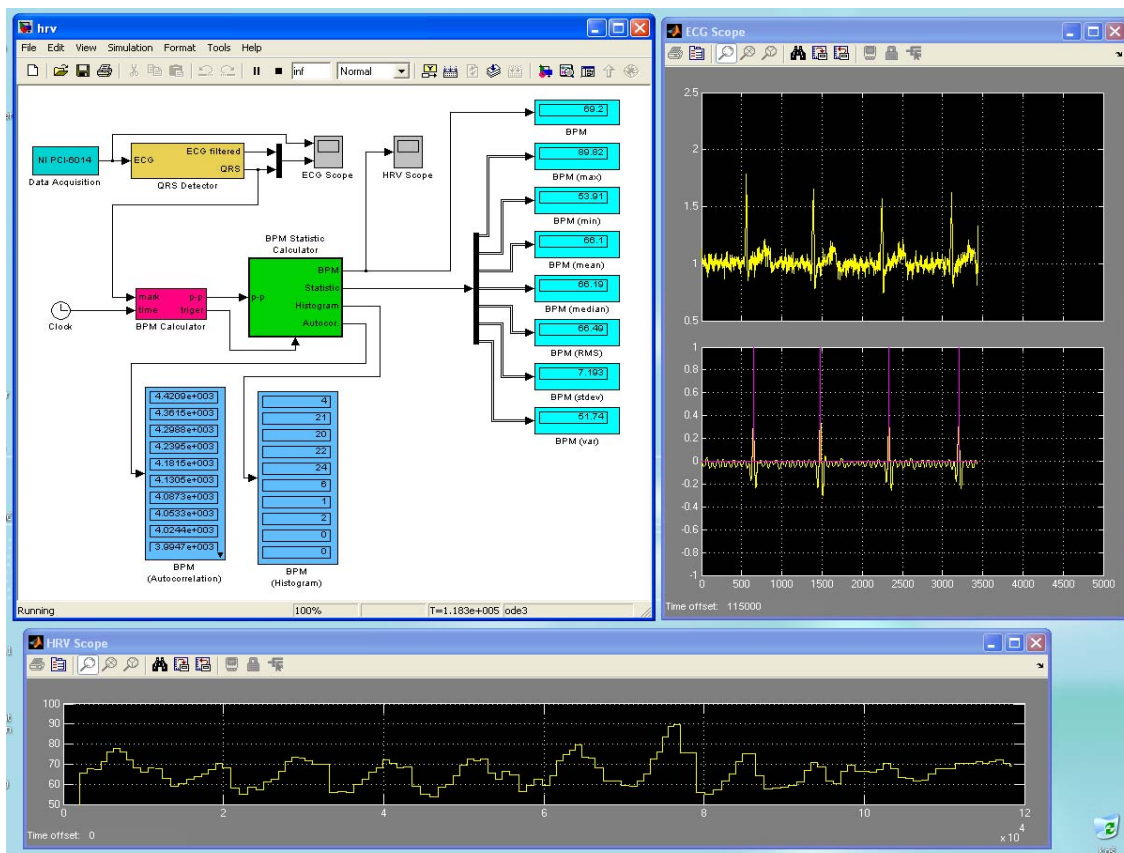 hrv
File Edit View Simulation Format Tools Help
inf Normal
NI PCI-6014
Data Acquisition
ECG
ECG filtered
QRS
QRS Detector
ECG Scope
HRV Scope
Clock
mark
time
p-p
triger
BPM Calculator
BPM Statistic
Calculator
p-p
BPM
Statistic
Histogram
Autocor.
69.2
BPM
89.82
BPM (max)
53.91
BPM (min)
66.1
BPM (mean)
66.19
BPM (median)
66.49
BPM (RMS)
7.193
BPM (stdev)
51.74
BPM (var)
4.4209e+003
4.3615e+003
4.2988e+003
4.2395e+003
4.1815e+003
4.1305e+003
4.0873e+003
4.0533e+003
4.0244e+003
3.9947e+003
BPM
(Autocorrelation)
4
21
20
22
24
6
1
2
0
0
BPM
(Histogram)
Running 100% T=1.183e+005 ode3
ECG Scope
2.5
2
1.5
1
0.5
1
0.8
0.6
0.4
0.2
0
-0.2
-0.4
-0.6
-0.8
-1
0 500 1000 1500 2000 2500 3000 3500 4000 4500 5000
Time offset: 115000
HRV Scope
100
90
80
70
60
50
0 2 4 6 8 10 12
x 10
4
Time offset: 0